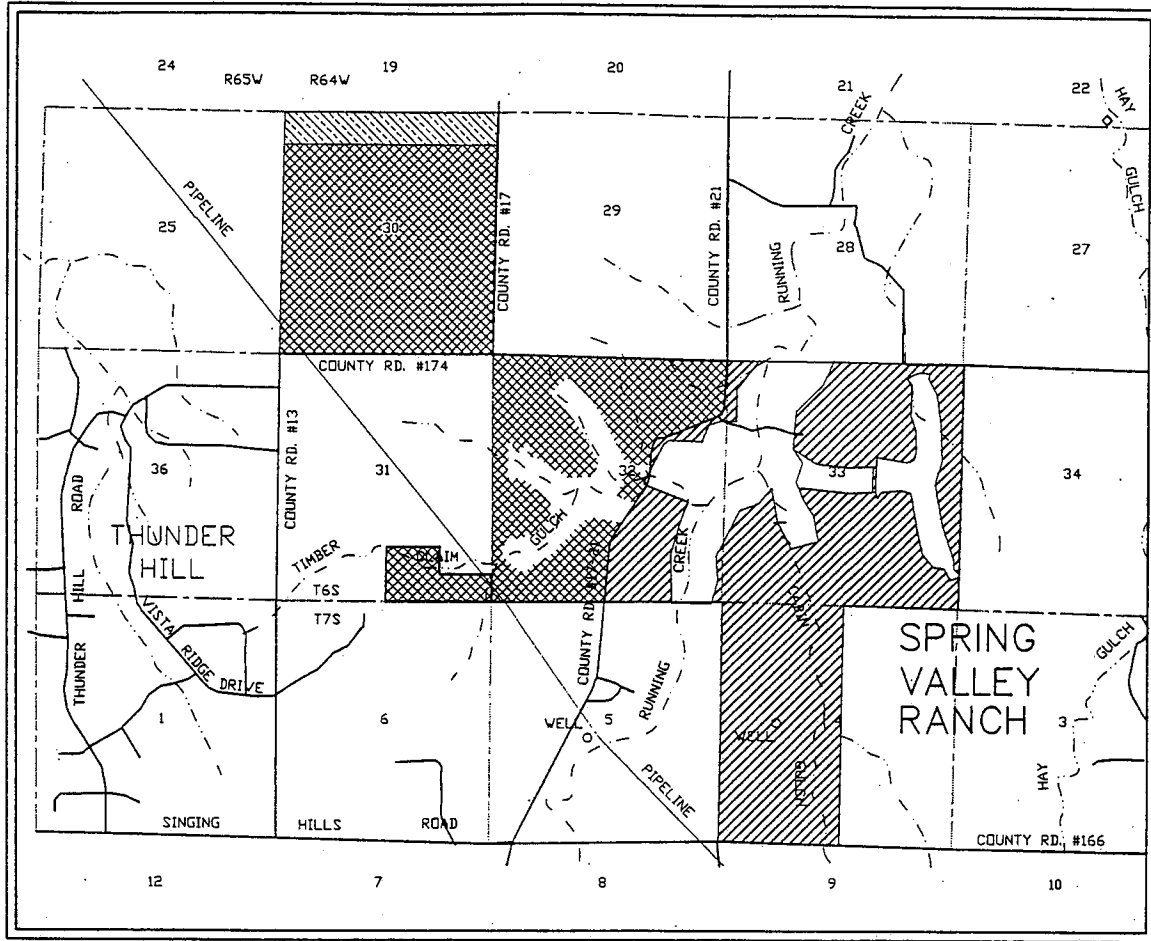 24
R65W
R64W
19
20
21
22
HAY
GULCH
CREEK
PIPELINE
25
30
COUNTY RD. #17
29
COUNTY RD. #21
RUNNING
28
27
COUNTY RD. #174
COUNTY RD. #13
36
31
32
33
34
THUNDER
HILL
ROAD
THUNDER HILL
TIMBER
CLAIM
GULCH
CREEK
T6S
T7S
COUNTY RD.
VISTA
RIDGE
DRIVE
SPRING
VALLEY
RANCH
GULCH
1
6
WELL
5
RUNNING
WELL
GULCH
3
HAY
PIPELINE
SINGING
HILLS
ROAD
COUNTY RD. #166
12
7
8
9
10